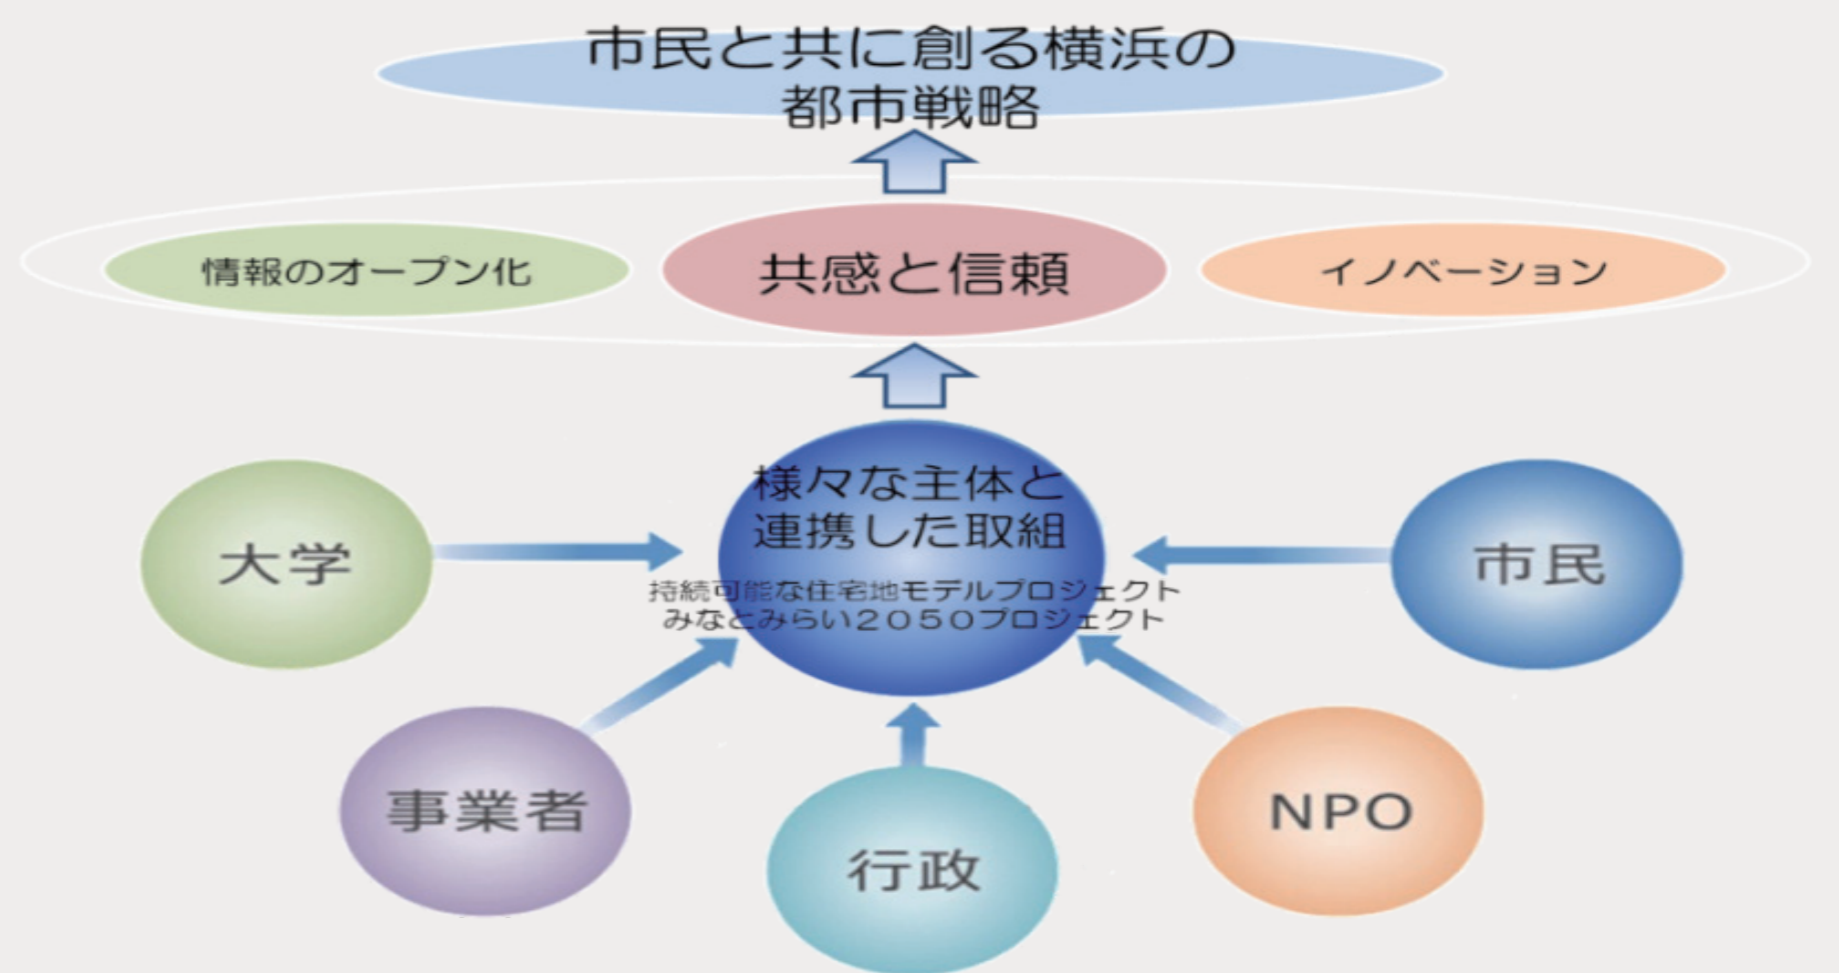 市民と共に創る横浜の
都市戦略
情報のオープン化
共感と信頼
イノベーション
様々な主体と
連携した取組
持続可能な住宅地モデルプロジェクト
みなとみらい２０５０プロジェクト
大学
市民
事業者
行政
NPO